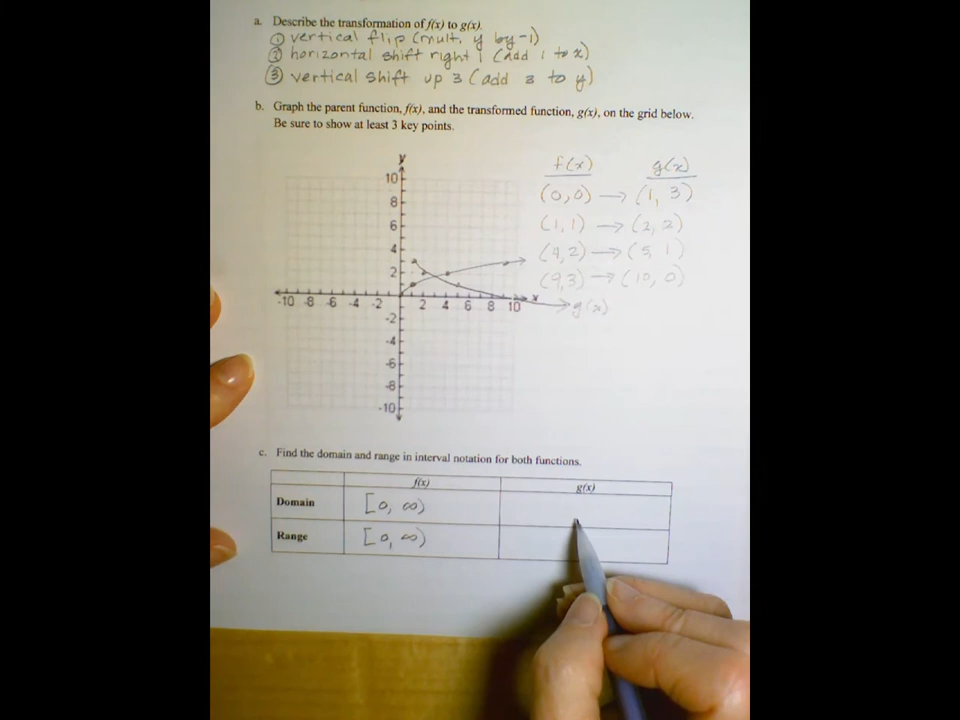 a. Describe the transformation of f(x) to g(x).
① vertical flip (mult. y by -1)
② horizontal shift right 1 (add 1 to x)
③ vertical shift up 3 (add 3 to y)
b. Graph the parent function, f(x), and the transformed function, g(x), on the grid below.
Be sure to show at least 3 key points.
f(x) g(x)
(0,0) → (1, 3)
(1, 1) → (2, 2)
(4,2) → (5, 1)
(9,3) → (10, 0)
y
10
8
6
4
2
-10 -8 -6 -4 -2 2 4 6 8 10 x
g(x)
-2
-4
-6
-8
-10
c. Find the domain and range in interval notation for both functions.
f(x) g(x)
Domain [0, ∞)
Range [0, ∞)